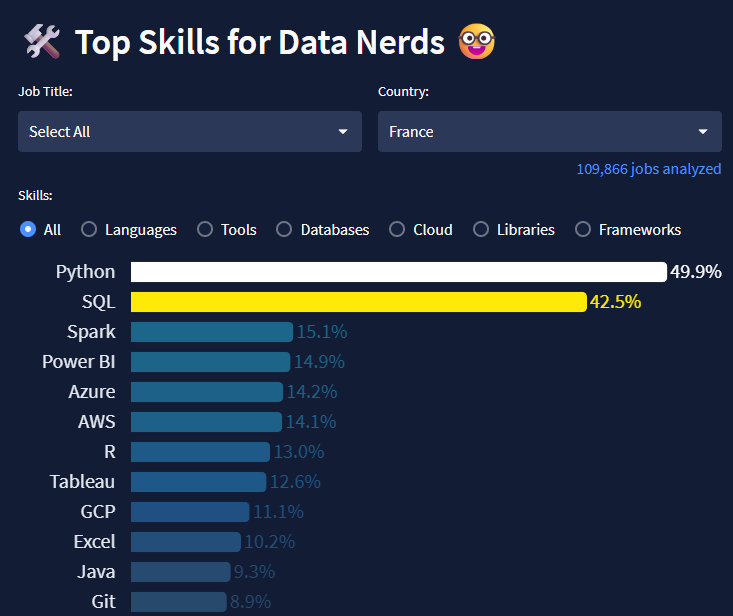 🛠️ Top Skills for Data Nerds 🤓
Job Title: Country:
Select All France
109,866 jobs analyzed
Skills:
All Languages Tools Databases Cloud Libraries Frameworks
Python 49.9%
SQL 42.5%
Spark 15.1%
Power BI 14.9%
Azure 14.2%
AWS 14.1%
R 13.0%
Tableau 12.6%
GCP 11.1%
Excel 10.2%
Java 9.3%
Git 8.9%